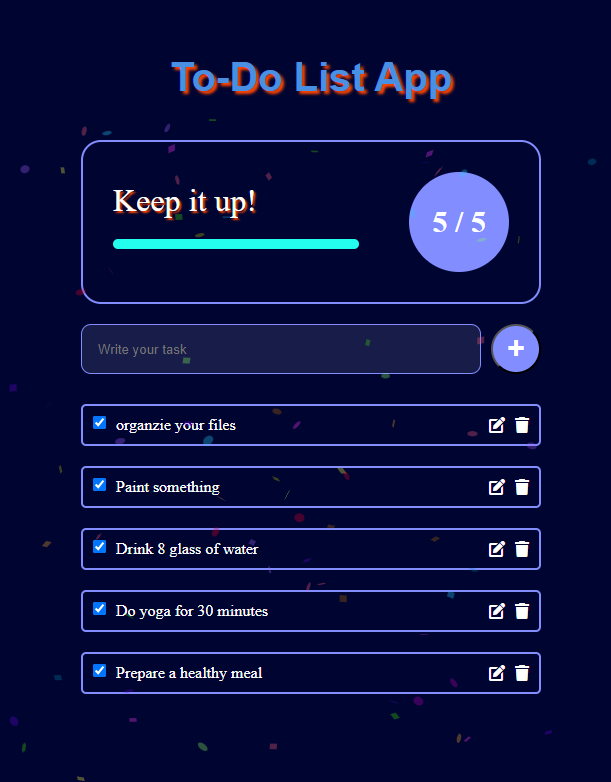 To-Do List App
Keep it up!
5 / 5
Write your task
+
organzie your files
Paint something
Drink 8 glass of water
Do yoga for 30 minutes
Prepare a healthy meal